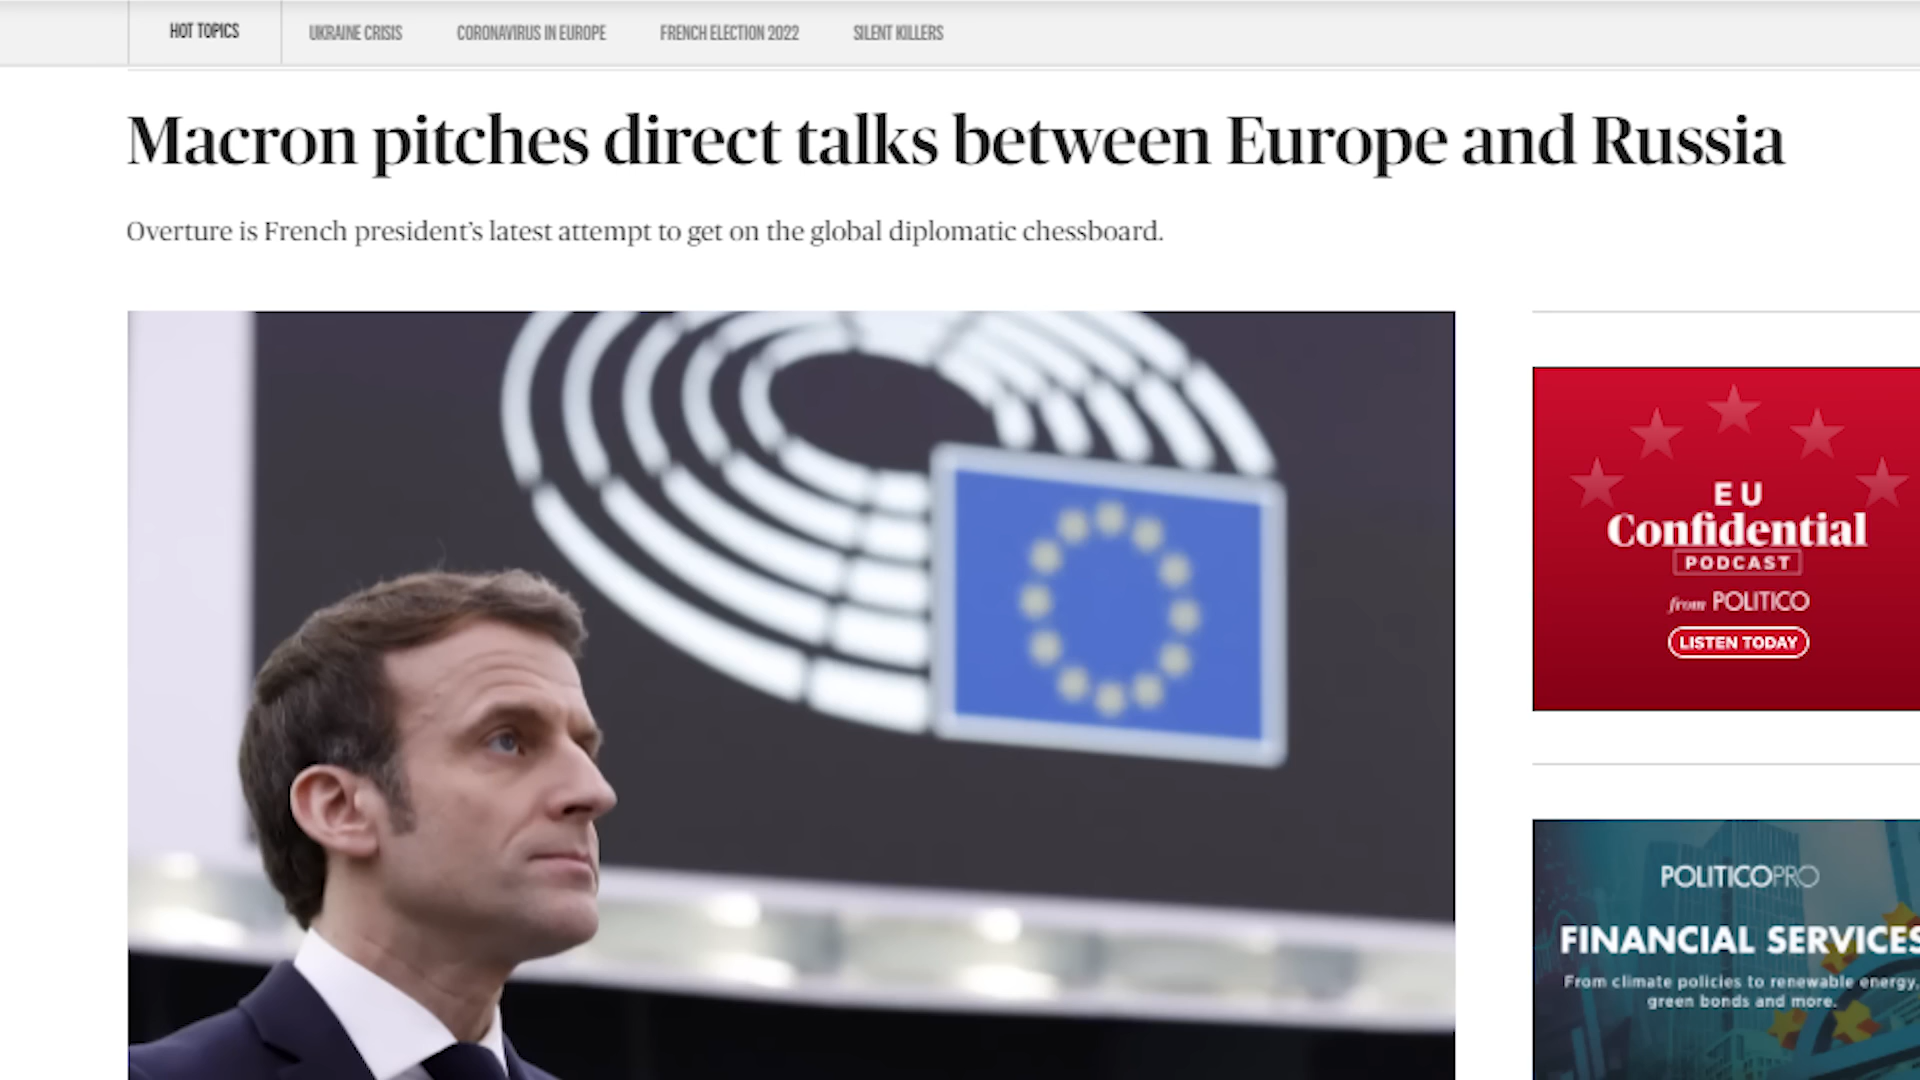 HOT TOPICS
UKRAINE CRISIS
CORONAVIRUS IN EUROPE
FRENCH ELECTION 2022
SILENT KILLERS
Macron pitches direct talks between Europe and Russia
Overture is French president’s latest attempt to get on the global diplomatic chessboard.
EU
Confidential
PODCAST
from POLITICO
LISTEN TODAY
POLITICOPRO
FINANCIAL SERVICES
From climate policies to renewable energy,
green bonds and more.